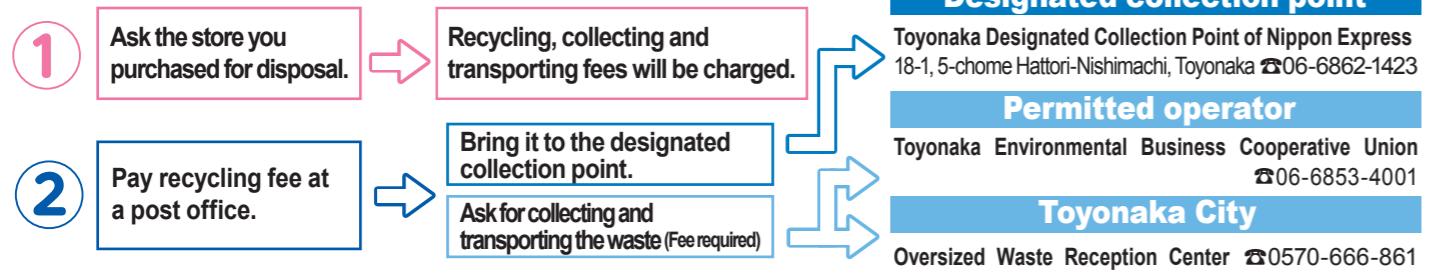 Designated collection point
1
Ask the store you
purchased for disposal.
Recycling, collecting and
transporting fees will be charged.
Toyonaka Designated Collection Point of Nippon Express
18-1, 5-chome Hattori-Nishimachi, Toyonaka ☎06-6862-1423
2
Pay recycling fee at
a post office.
Bring it to the designated
collection point.
Ask for collecting and
transporting the waste (Fee required)
Permitted operator
Toyonaka Environmental Business Cooperative Union
☎06-6853-4001
Toyonaka City
Oversized Waste Reception Center ☎0570-666-861